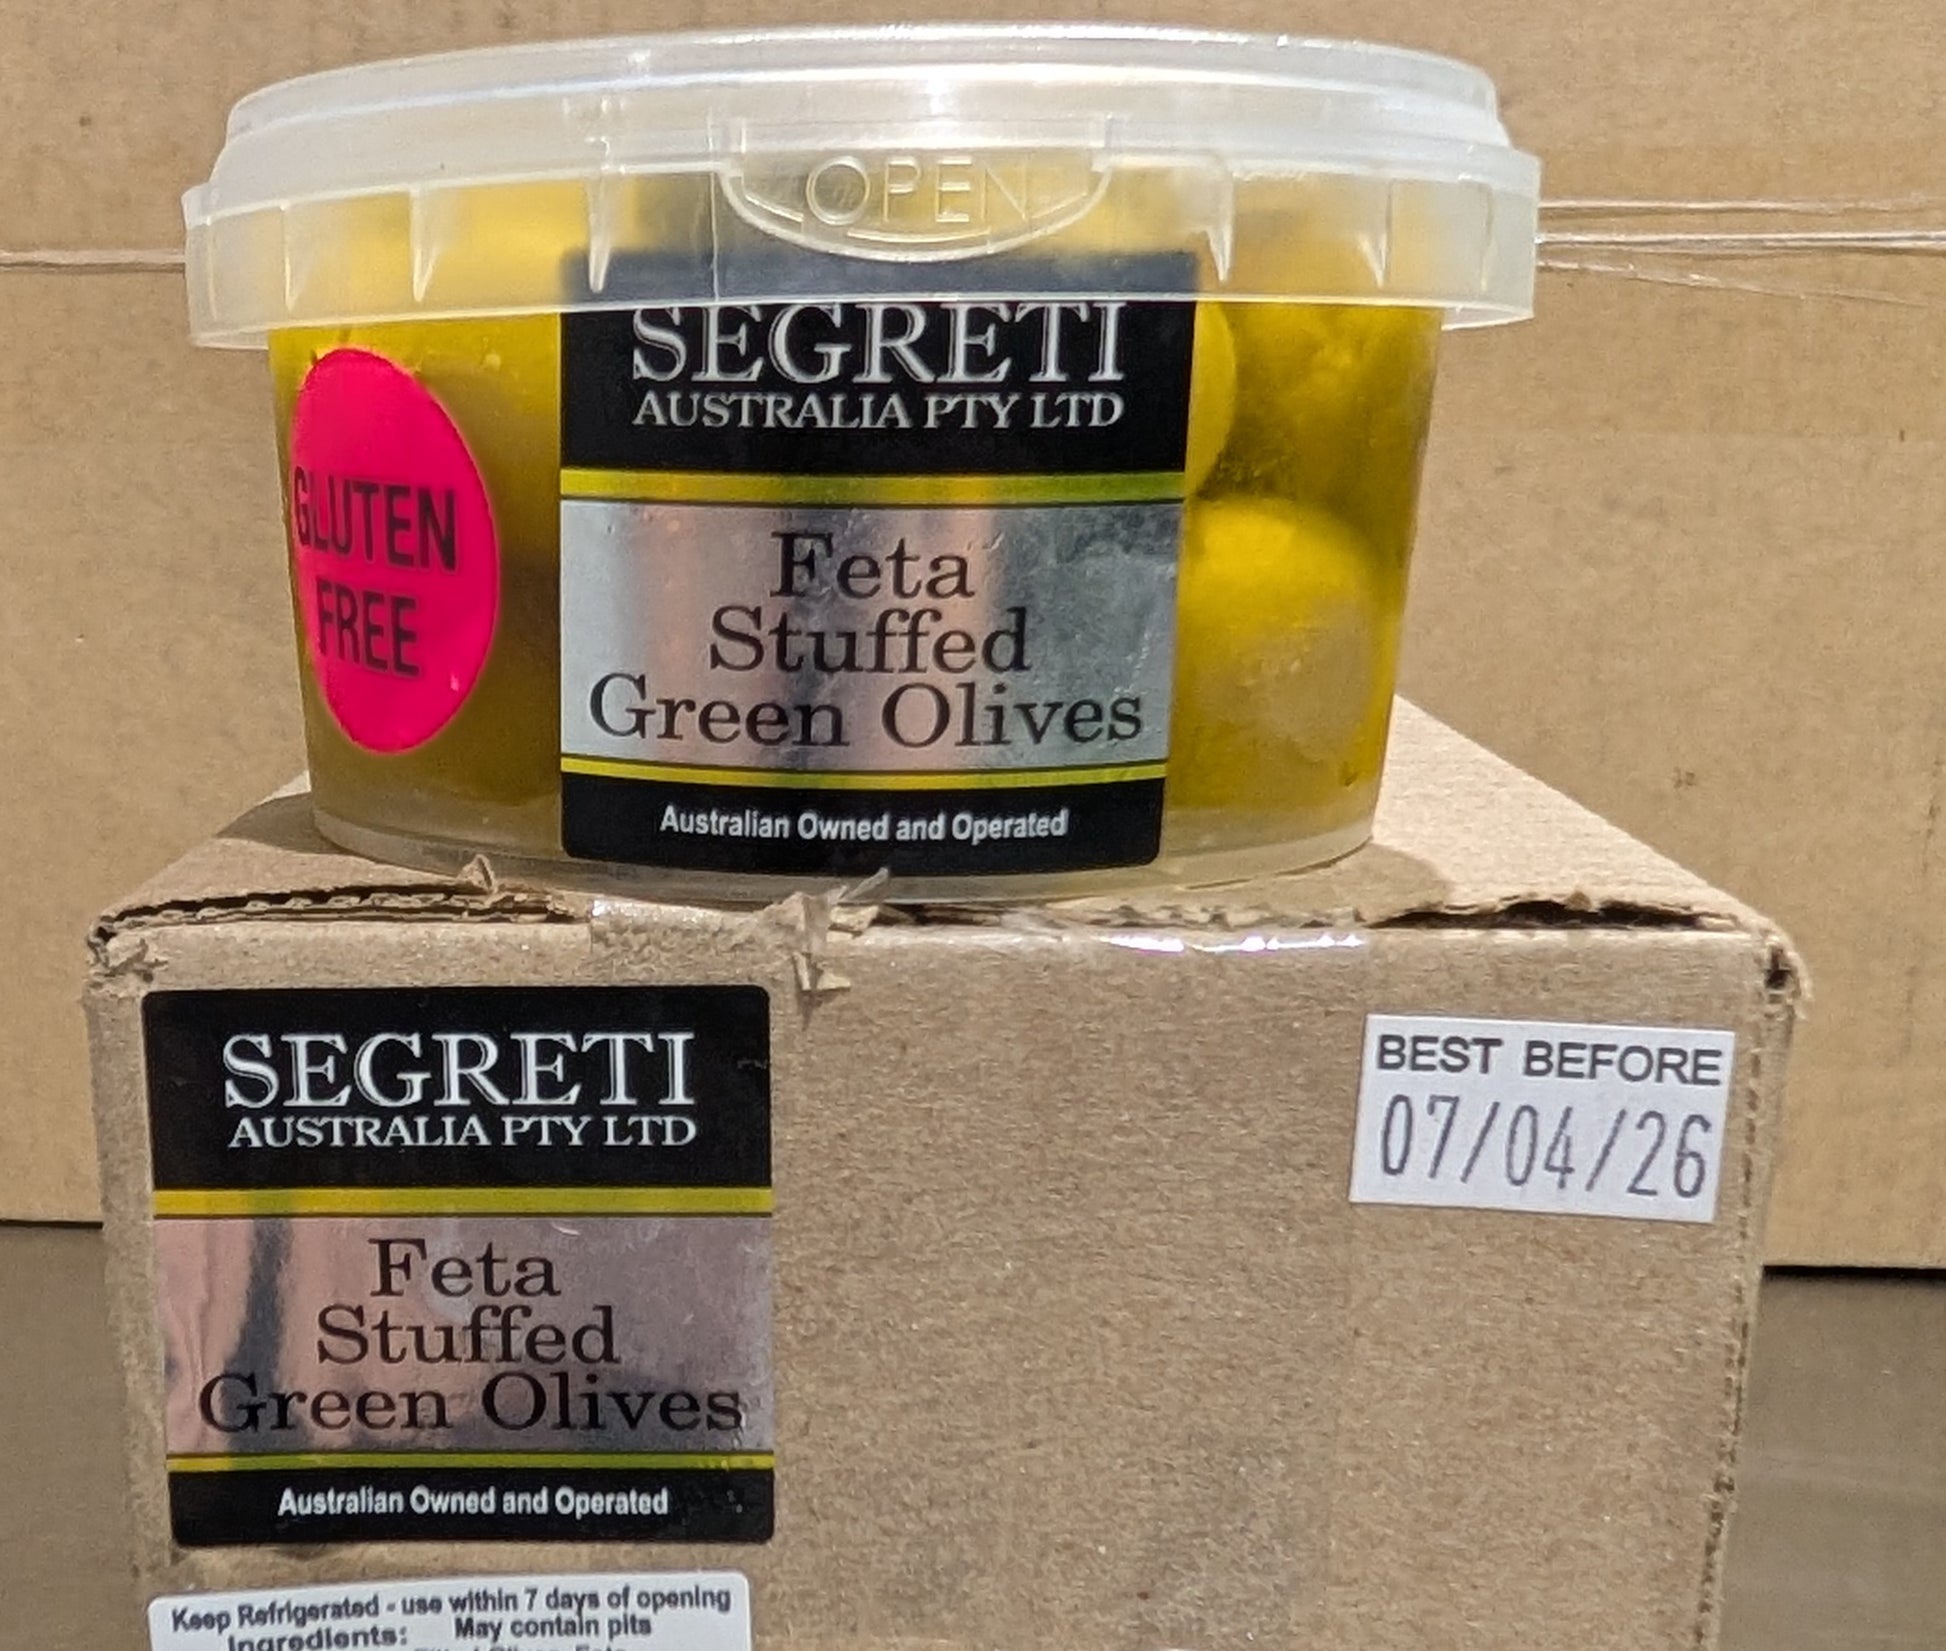 OPEN
SEGRETI
AUSTRALIA PTY LTD
GLUTEN
FREE
Feta
Stuffed
Green Olives
Australian Owned and Operated
SEGRETI
AUSTRALIA PTY LTD
Feta
Stuffed
Green Olives
Australian Owned and Operated
BEST BEFORE
07/04/26
Keep Refrigerated - use within 7 days of opening
Ingredients: May contain pits